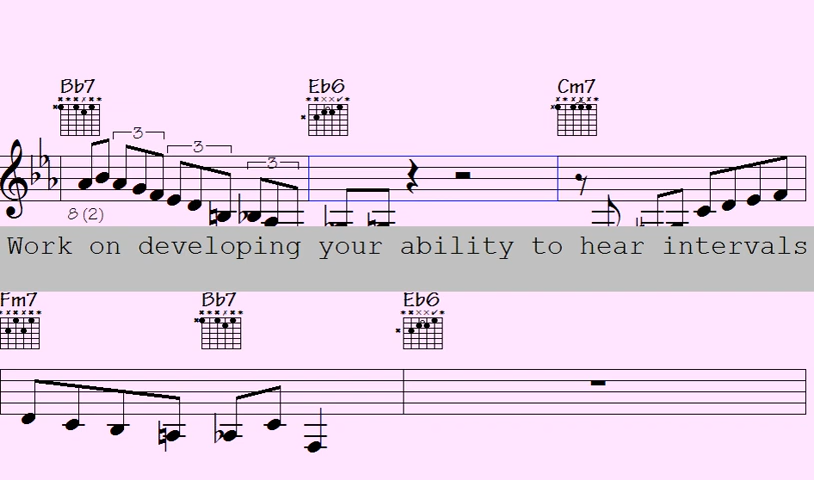 Bb7 Eb6 Cm7
3 3 3
8 (2)
Work on developing your ability to hear intervals
Fm7 Bb7 Eb6